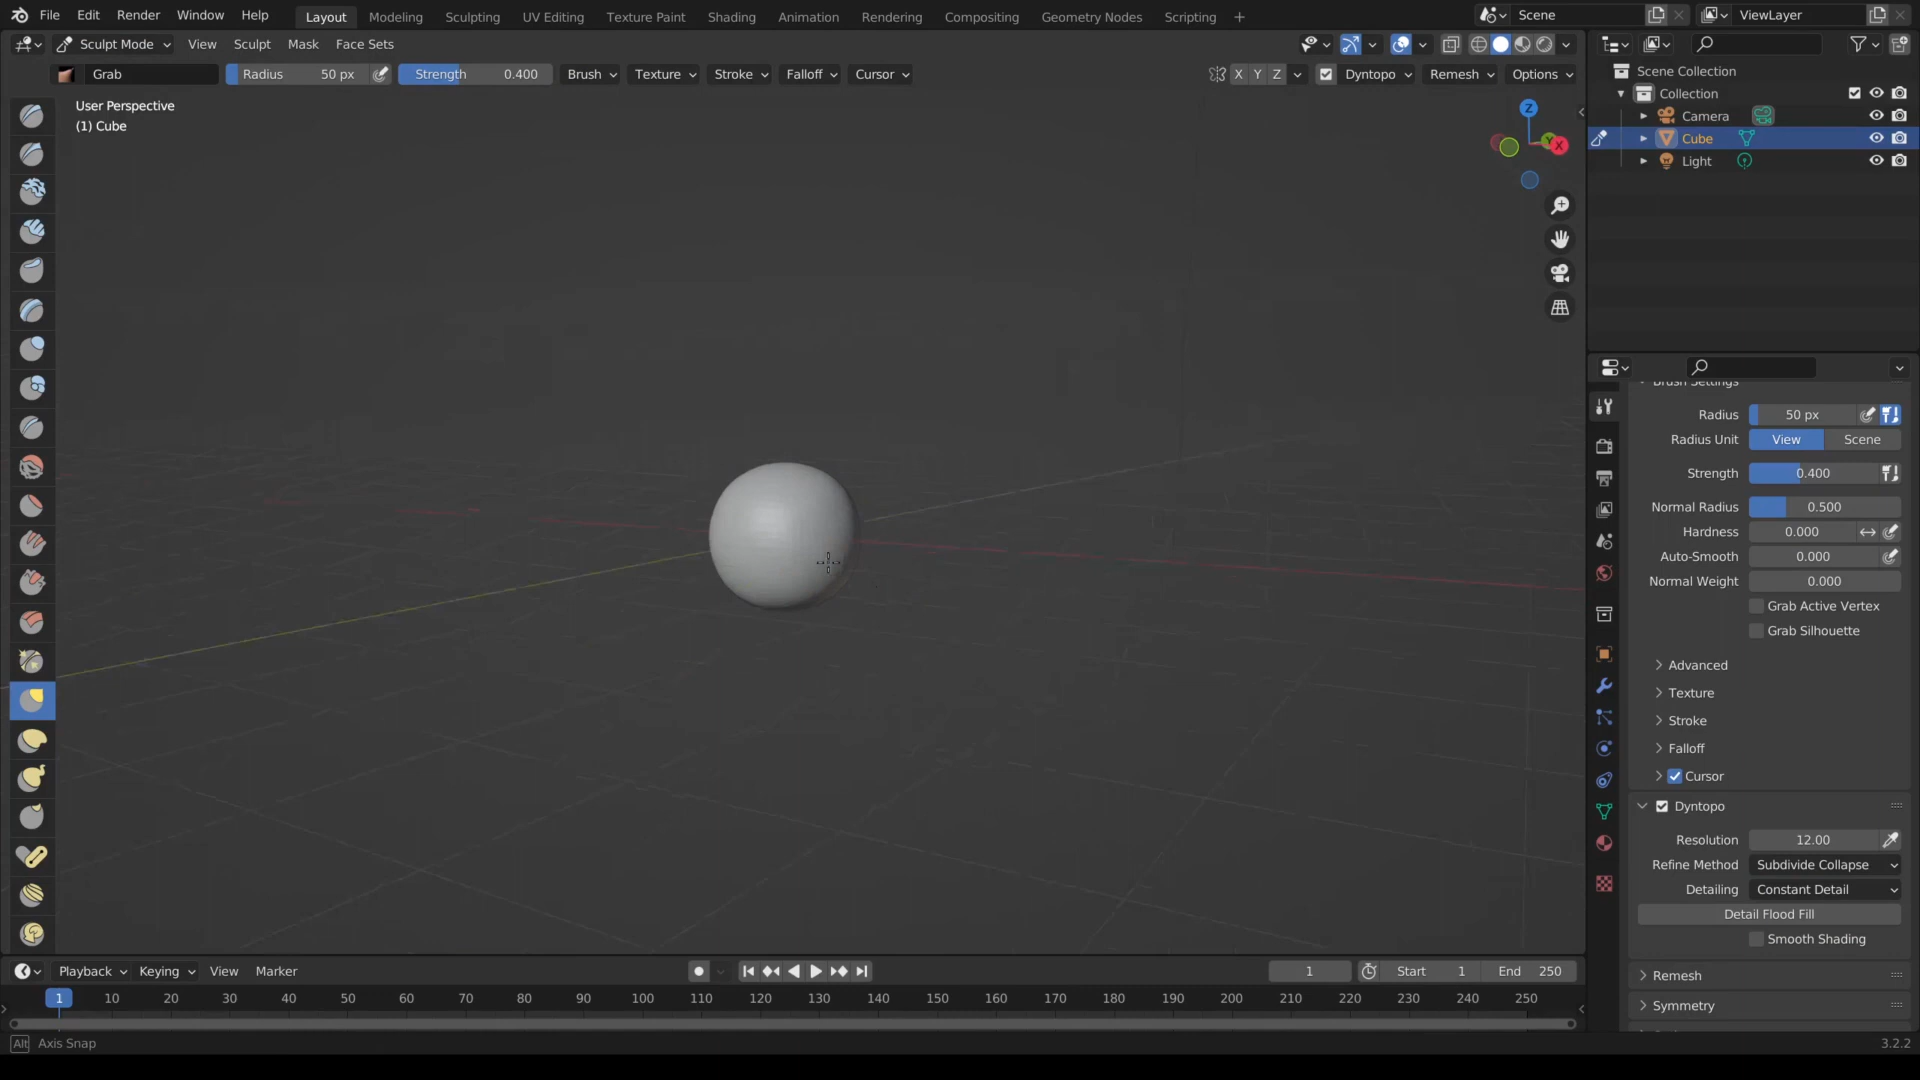 File Edit Render Window Help Layout Modeling Sculpting UV Editing Texture Paint Shading Animation Rendering Compositing Geometry Nodes Scripting + Scene ViewLayer
Sculpt Mode View Sculpt Mask Face Sets
Grab Radius 50 px Strength 0.400 Brush Texture Stroke Falloff Cursor X Y Z Dyntopo Remesh Options
User Perspective
(1) Cube
Z
Y
X
Scene Collection
Collection
Camera
Cube
Light
Brush Settings
Radius 50 px
Radius Unit View Scene
Strength 0.400
Normal Radius 0.500
Hardness 0.000
Auto-Smooth 0.000
Normal Weight 0.000
Grab Active Vertex
Grab Silhouette
Advanced
Texture
Stroke
Falloff
Cursor
Dyntopo
Resolution 12.00
Refine Method Subdivide Collapse
Detailing Constant Detail
Detail Flood Fill
Smooth Shading
Remesh
Symmetry
Playback Keying View Marker 1 Start 1 End 250
1 10 20 30 40 50 60 70 80 90 100 110 120 130 140 150 160 170 180 190 200 210 220 230 240 250
Alt Axis Snap 3.2.2